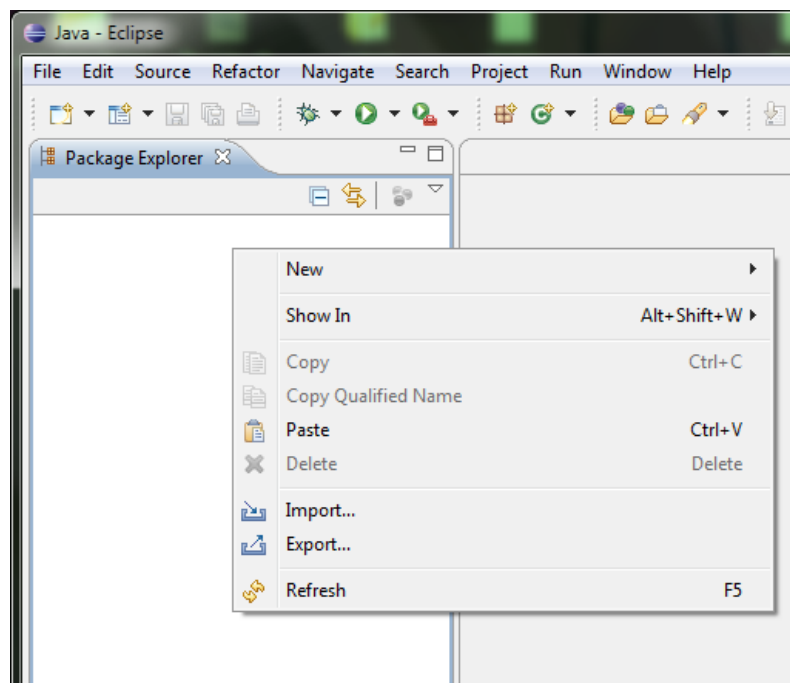 Java - Eclipse
File Edit Source Refactor Navigate Search Project Run Window Help
Package Explorer
New
Show In Alt+Shift+W
Copy Ctrl+C
Copy Qualified Name
Paste Ctrl+V
Delete Delete
Import...
Export...
Refresh F5